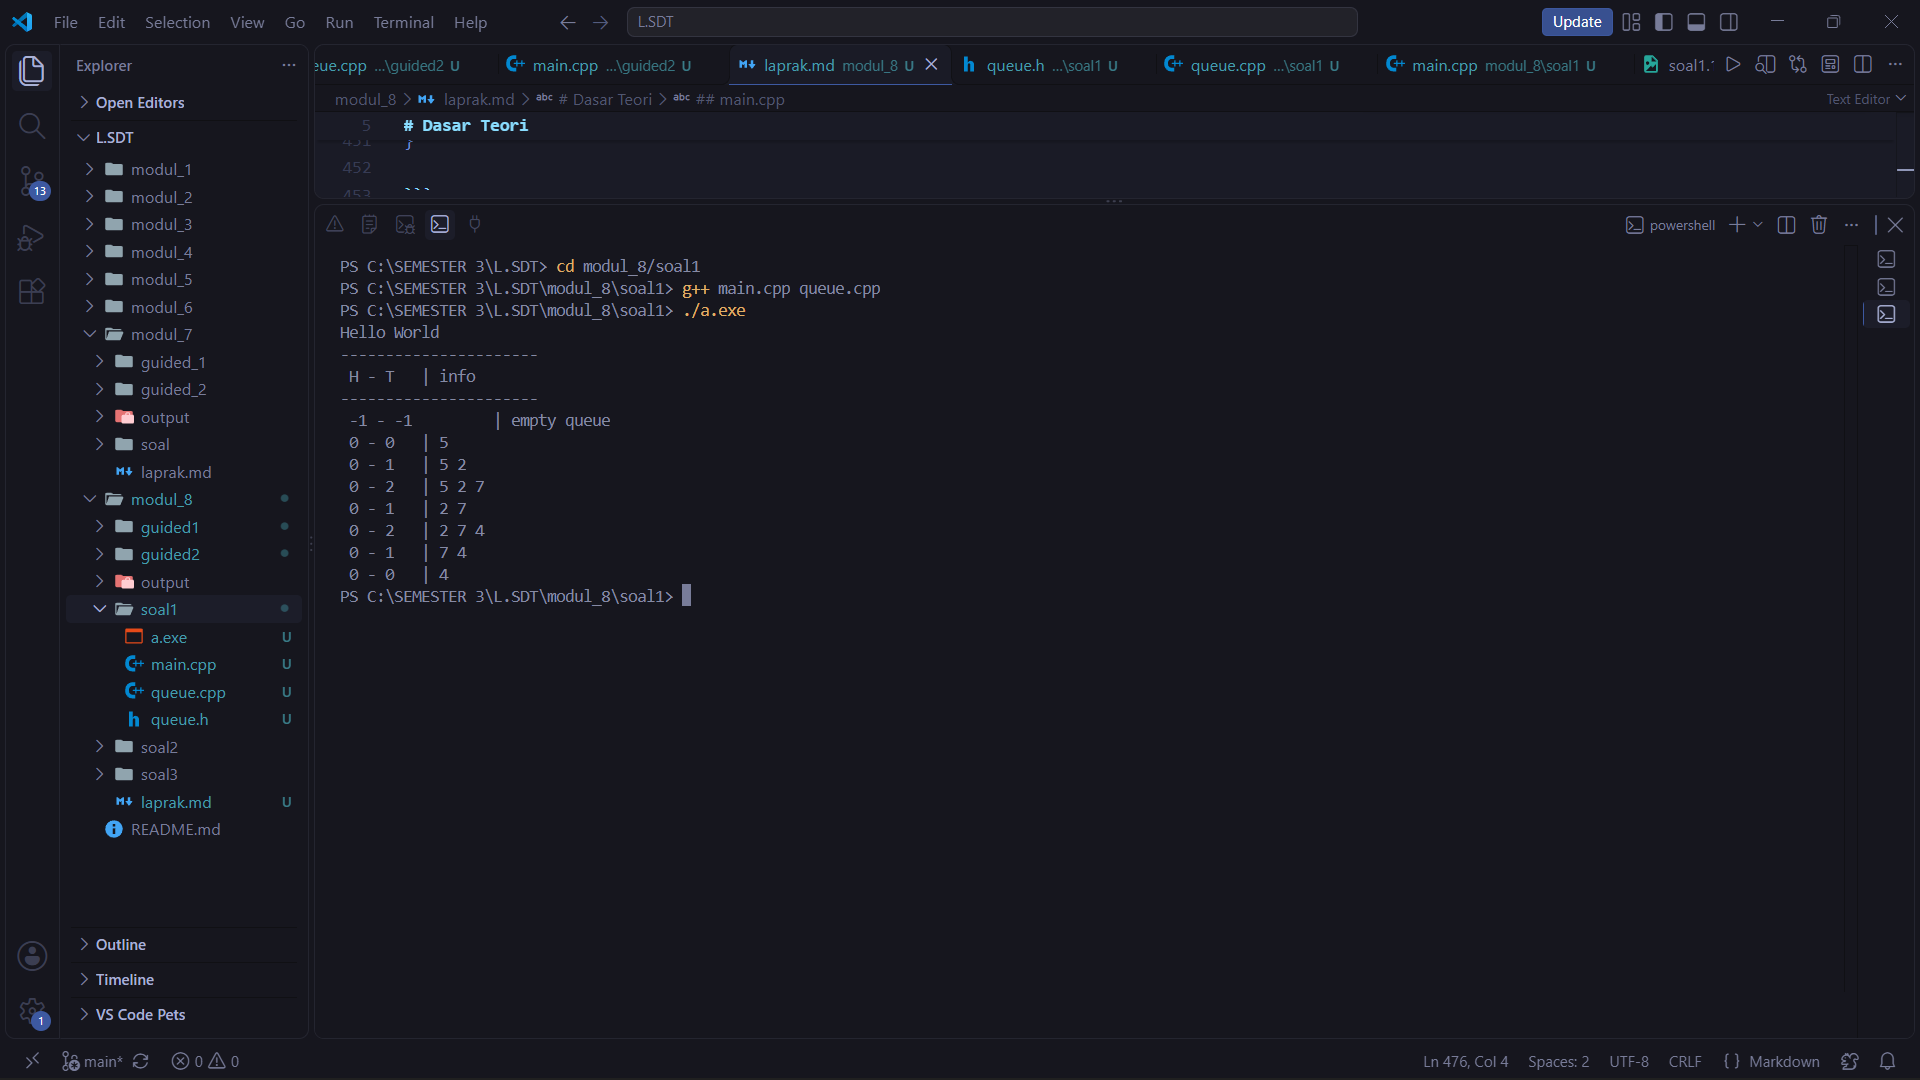 File Edit Selection View Go Run Terminal Help
L.SDT
Update
Explorer
Open Editors
L.SDT
modul_1
modul_2
modul_3
modul_4
modul_5
modul_6
modul_7
guided_1
guided_2
output
soal
laprak.md
modul_8
guided1
guided2
output
soal1
a.exe U
main.cpp U
queue.cpp U
queue.h U
soal2
soal3
laprak.md U
README.md
Outline
Timeline
VS Code Pets
13
1
eue.cpp ...\guided2 U main.cpp ...\guided2 U laprak.md modul_8 U queue.h ...\soal1 U queue.cpp ...\soal1 U main.cpp modul_8\soal1 U soal1.
modul_8 > laprak.md > abc # Dasar Teori > abc ## main.cpp
Text Editor
5 # Dasar Teori
451 }
452
453 ```
powershell
PS C:\SEMESTER 3\L.SDT> cd modul_8/soal1
PS C:\SEMESTER 3\L.SDT\modul_8\soal1> g++ main.cpp queue.cpp
PS C:\SEMESTER 3\L.SDT\modul_8\soal1> ./a.exe
Hello World
----------------------
H - T | info
----------------------
-1 - -1 | empty queue
0 - 0 | 5
0 - 1 | 5 2
0 - 2 | 5 2 7
0 - 1 | 2 7
0 - 2 | 2 7 4
0 - 1 | 7 4
0 - 0 | 4
PS C:\SEMESTER 3\L.SDT\modul_8\soal1>
main* 0 0
Ln 476, Col 4 Spaces: 2 UTF-8 CRLF { } Markdown